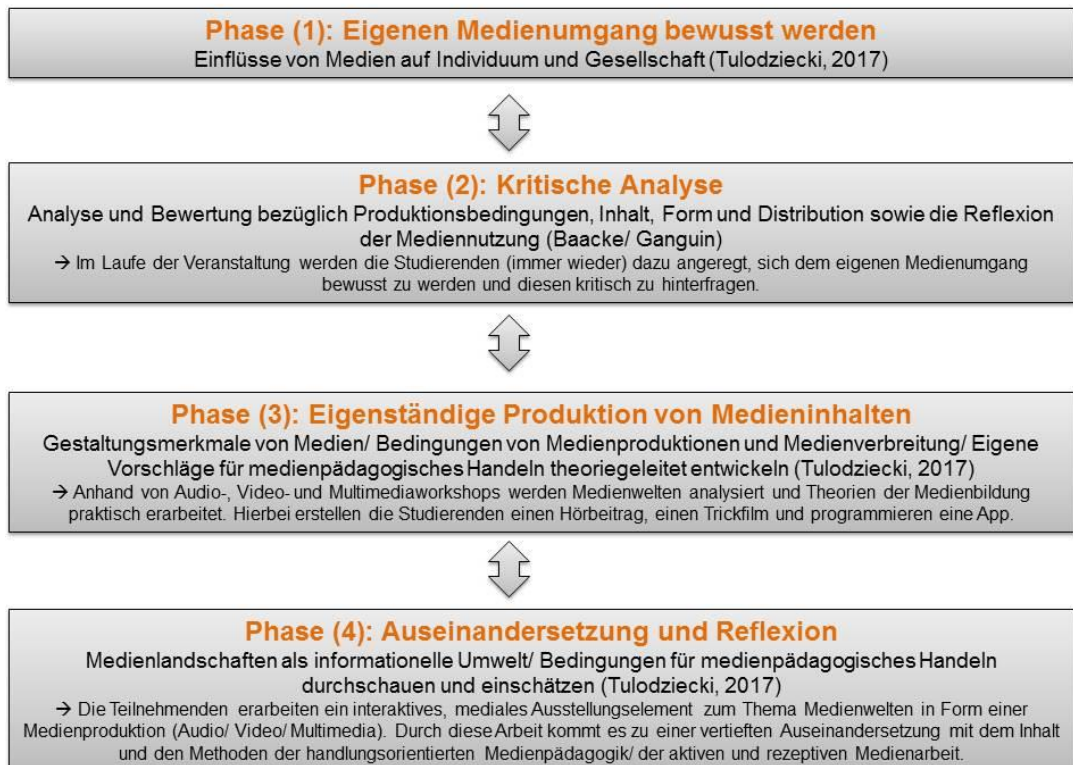 Phase (1): Eigenen Medienumgang bewusst werden
Einflüsse von Medien auf Individuum und Gesellschaft (Tulodziecki, 2017)
Phase (2): Kritische Analyse
Analyse und Bewertung bezüglich Produktionsbedingungen, Inhalt, Form und Distribution sowie die Reflexion
der Mediennutzung (Baacke/ Ganguin)
→ Im Laufe der Veranstaltung werden die Studierenden (immer wieder) dazu angeregt, sich dem eigenen Medienumgang
bewusst zu werden und diesen kritisch zu hinterfragen.
Phase (3): Eigenständige Produktion von Medieninhalten
Gestaltungsmerkmale von Medien/ Bedingungen von Medienproduktionen und Medienverbreitung/ Eigene
Vorschläge für medienpädagogisches Handeln theoriegeleitet entwickeln (Tulodziecki, 2017)
→ Anhand von Audio-, Video- und Multimediaworkshops werden Medienwelten analysiert und Theorien der Medienbildung
praktisch erarbeitet. Hierbei erstellen die Studierenden einen Hörbeitrag, einen Trickfilm und programmieren eine App.
Phase (4): Auseinandersetzung und Reflexion
Medienlandschaften als informationelle Umwelt/ Bedingungen für medienpädagogisches Handeln
durchschauen und einschätzen (Tulodziecki, 2017)
→ Die Teilnehmenden erarbeiten ein interaktives, mediales Ausstellungselement zum Thema Medienwelten in Form einer
Medienproduktion (Audio/ Video/ Multimedia). Durch diese Arbeit kommt es zu einer vertieften Auseinandersetzung mit dem Inhalt
und den Methoden der handlungsorientierten Medienpädagogik/ der aktiven und rezeptiven Medienarbeit.